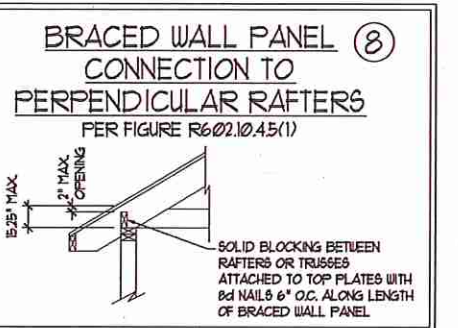 BRACED WALL PANEL
8
CONNECTION TO
PERPENDICULAR RAFTERS
PER FIGURE R602.10.4.5(1)
15.25" MAX.
2" MAX.
OPENING
SOLID BLOCKING BETWEEN
RAFTERS OR TRUSSES
ATTACHED TO TOP PLATES WITH
8d NAILS 6" O.C. ALONG LENGTH
OF BRACED WALL PANEL